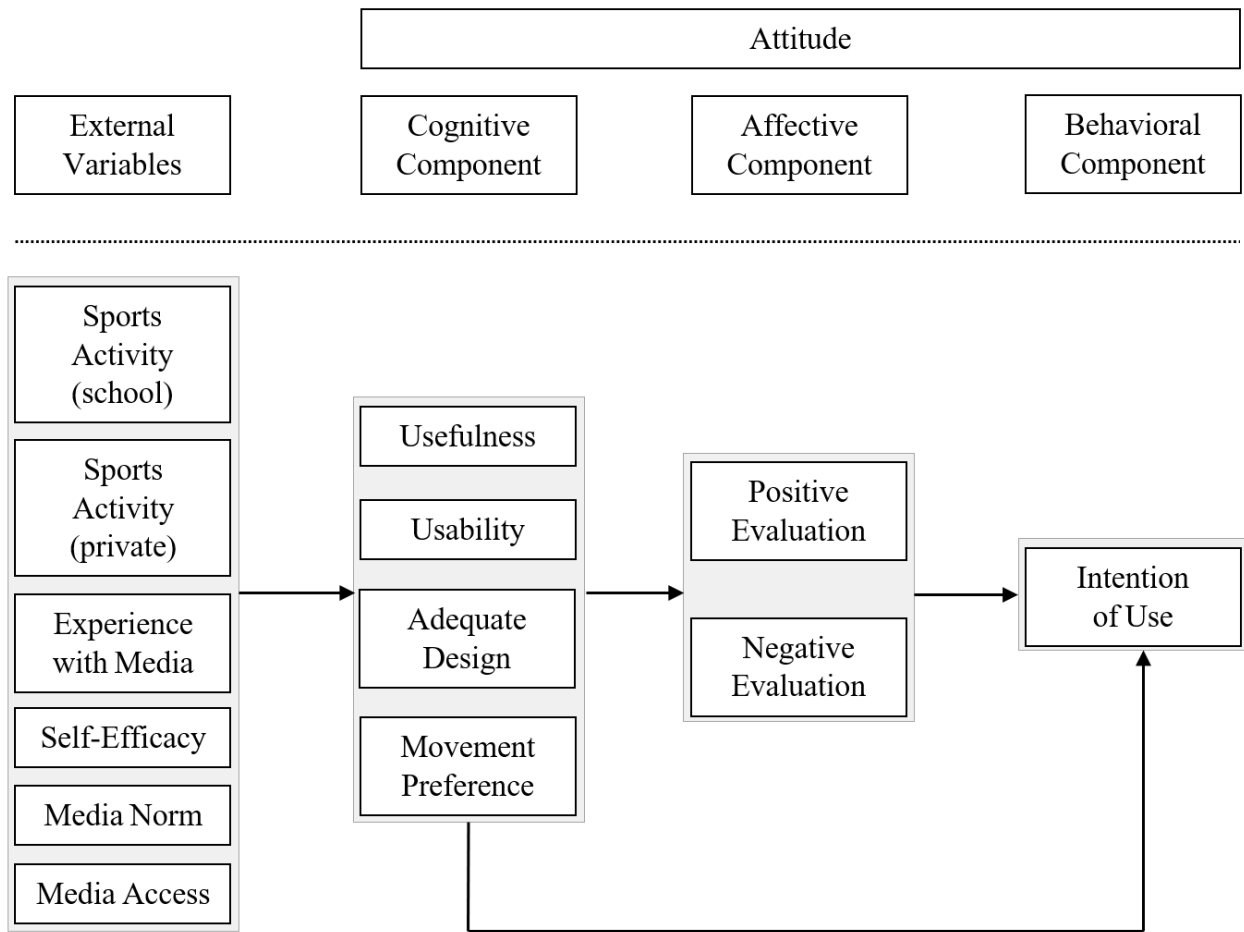 Attitude
External
Variables
Cognitive
Component
Affective
Component
Behavioral
Component
Sports
Activity
(school)
Sports
Activity
(private)
Experience
with Media
Self-Efficacy
Media Norm
Media Access
Usefulness
Usability
Adequate
Design
Movement
Preference
Positive
Evaluation
Negative
Evaluation
Intention
of Use